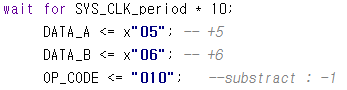 wait for SYS_CLK_period * 10;
DATA_A <= x"05"; -- +5
DATA_B <= x"06"; -- +6
OP_CODE <= "010"; --substract : -1